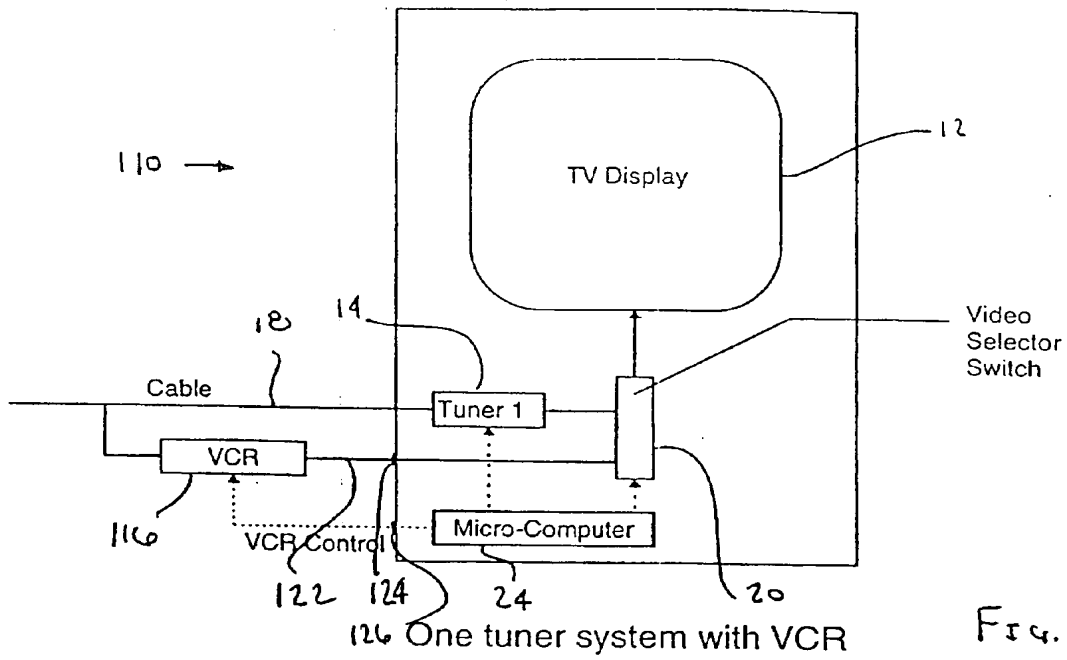 12
110
TV Display
14
18
Video
Selector
Switch
Cable
Tuner 1
VCR
116
Micro-Computer
VCR Control
122
124
24
20
126
One tuner system with VCR
FIG.